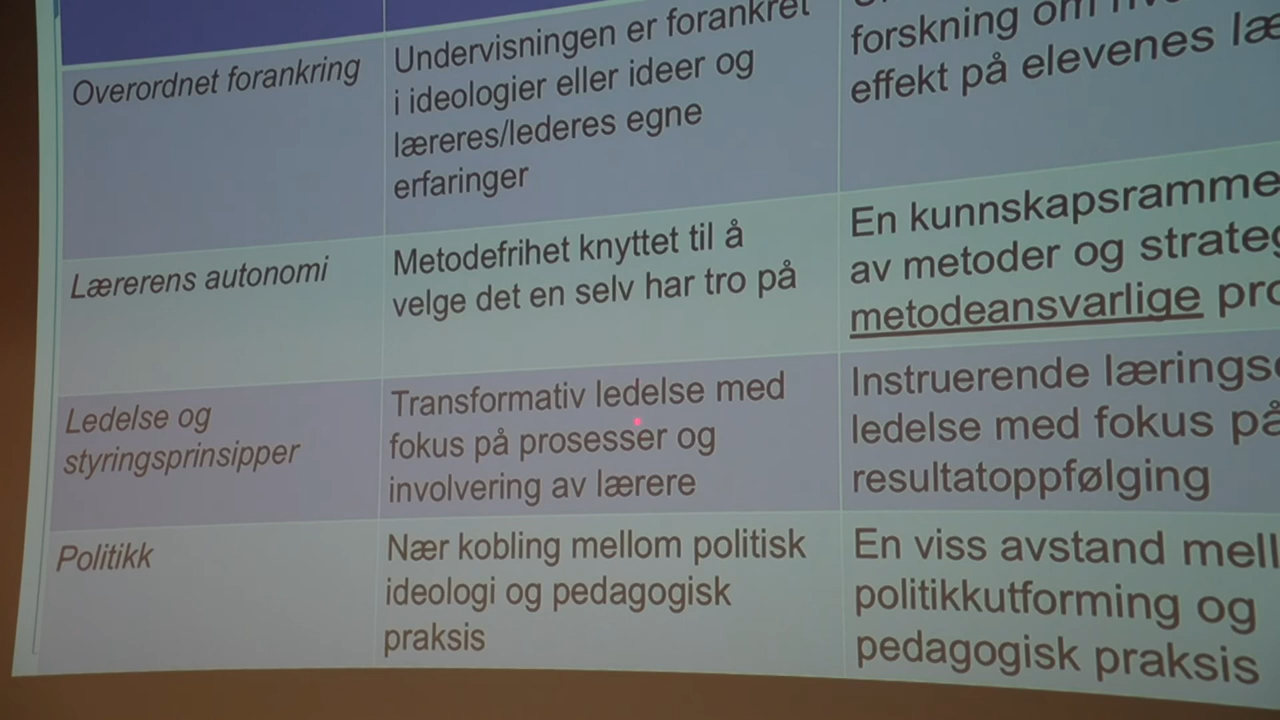 Overordnet forankring
Undervisningen er forankret
i ideologier eller ideer og
læreres/lederes egne
erfaringer
forskning om
effekt på elevenes
Lærerens autonomi
Metodefrihet knyttet til å
velge det en selv har tro på
En kunnskapsramme
av metoder og
metodeansvarlige
Ledelse og
styringsprinsipper
Transformativ ledelse med
fokus på prosesser og
involvering av lærere
Instruerende
ledelse med fokus på
resultatoppfølging
Politikk
Nær kobling mellom politisk
ideologi og pedagogisk
praksis
En viss avstand
politikkutforming og
pedagogisk praksis